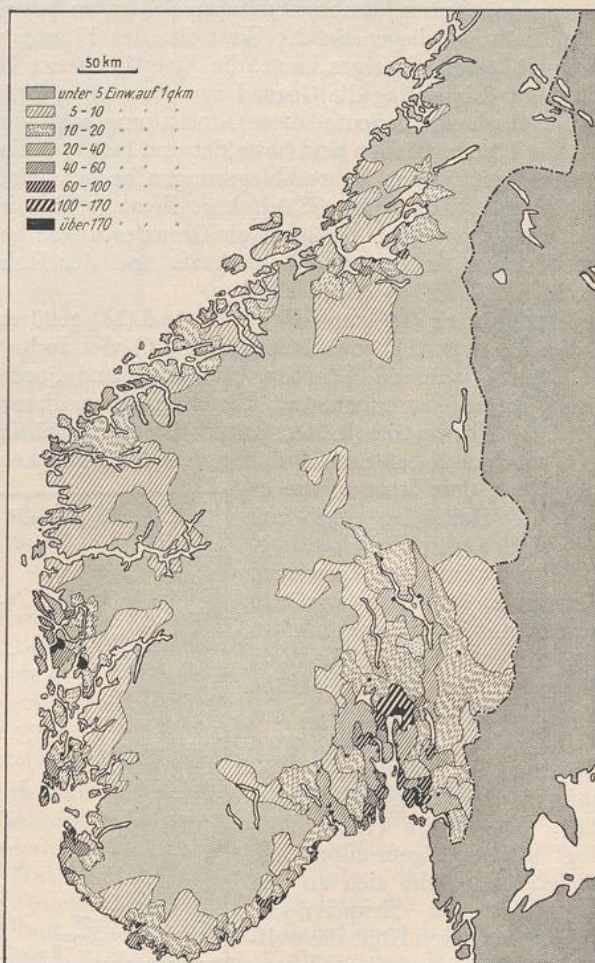 50 km
unter 5 Einw. auf 1 qkm
5-10 " " "
10-20 " " "
20-40 " " "
40-60 " " "
60-100 " " "
100-170 " " "
über 170 " " "